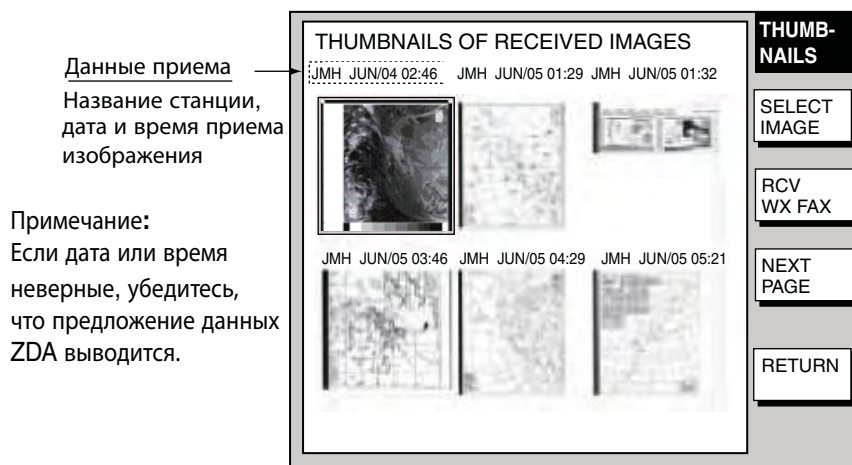 Данные приема
Название станции,
дата и время приема
изображения
Примечание:
Если дата или время
неверные, убедитесь,
что предложение данных
ZDA выводится.
THUMBNAILS OF RECEIVED IMAGES
JMH JUN/04 02:46 JMH JUN/05 01:29 JMH JUN/05 01:32
JMH JUN/05 03:46 JMH JUN/05 04:29 JMH JUN/05 05:21
THUMB-
NAILS
SELECT
IMAGE
RCV
WX FAX
NEXT
PAGE
RETURN